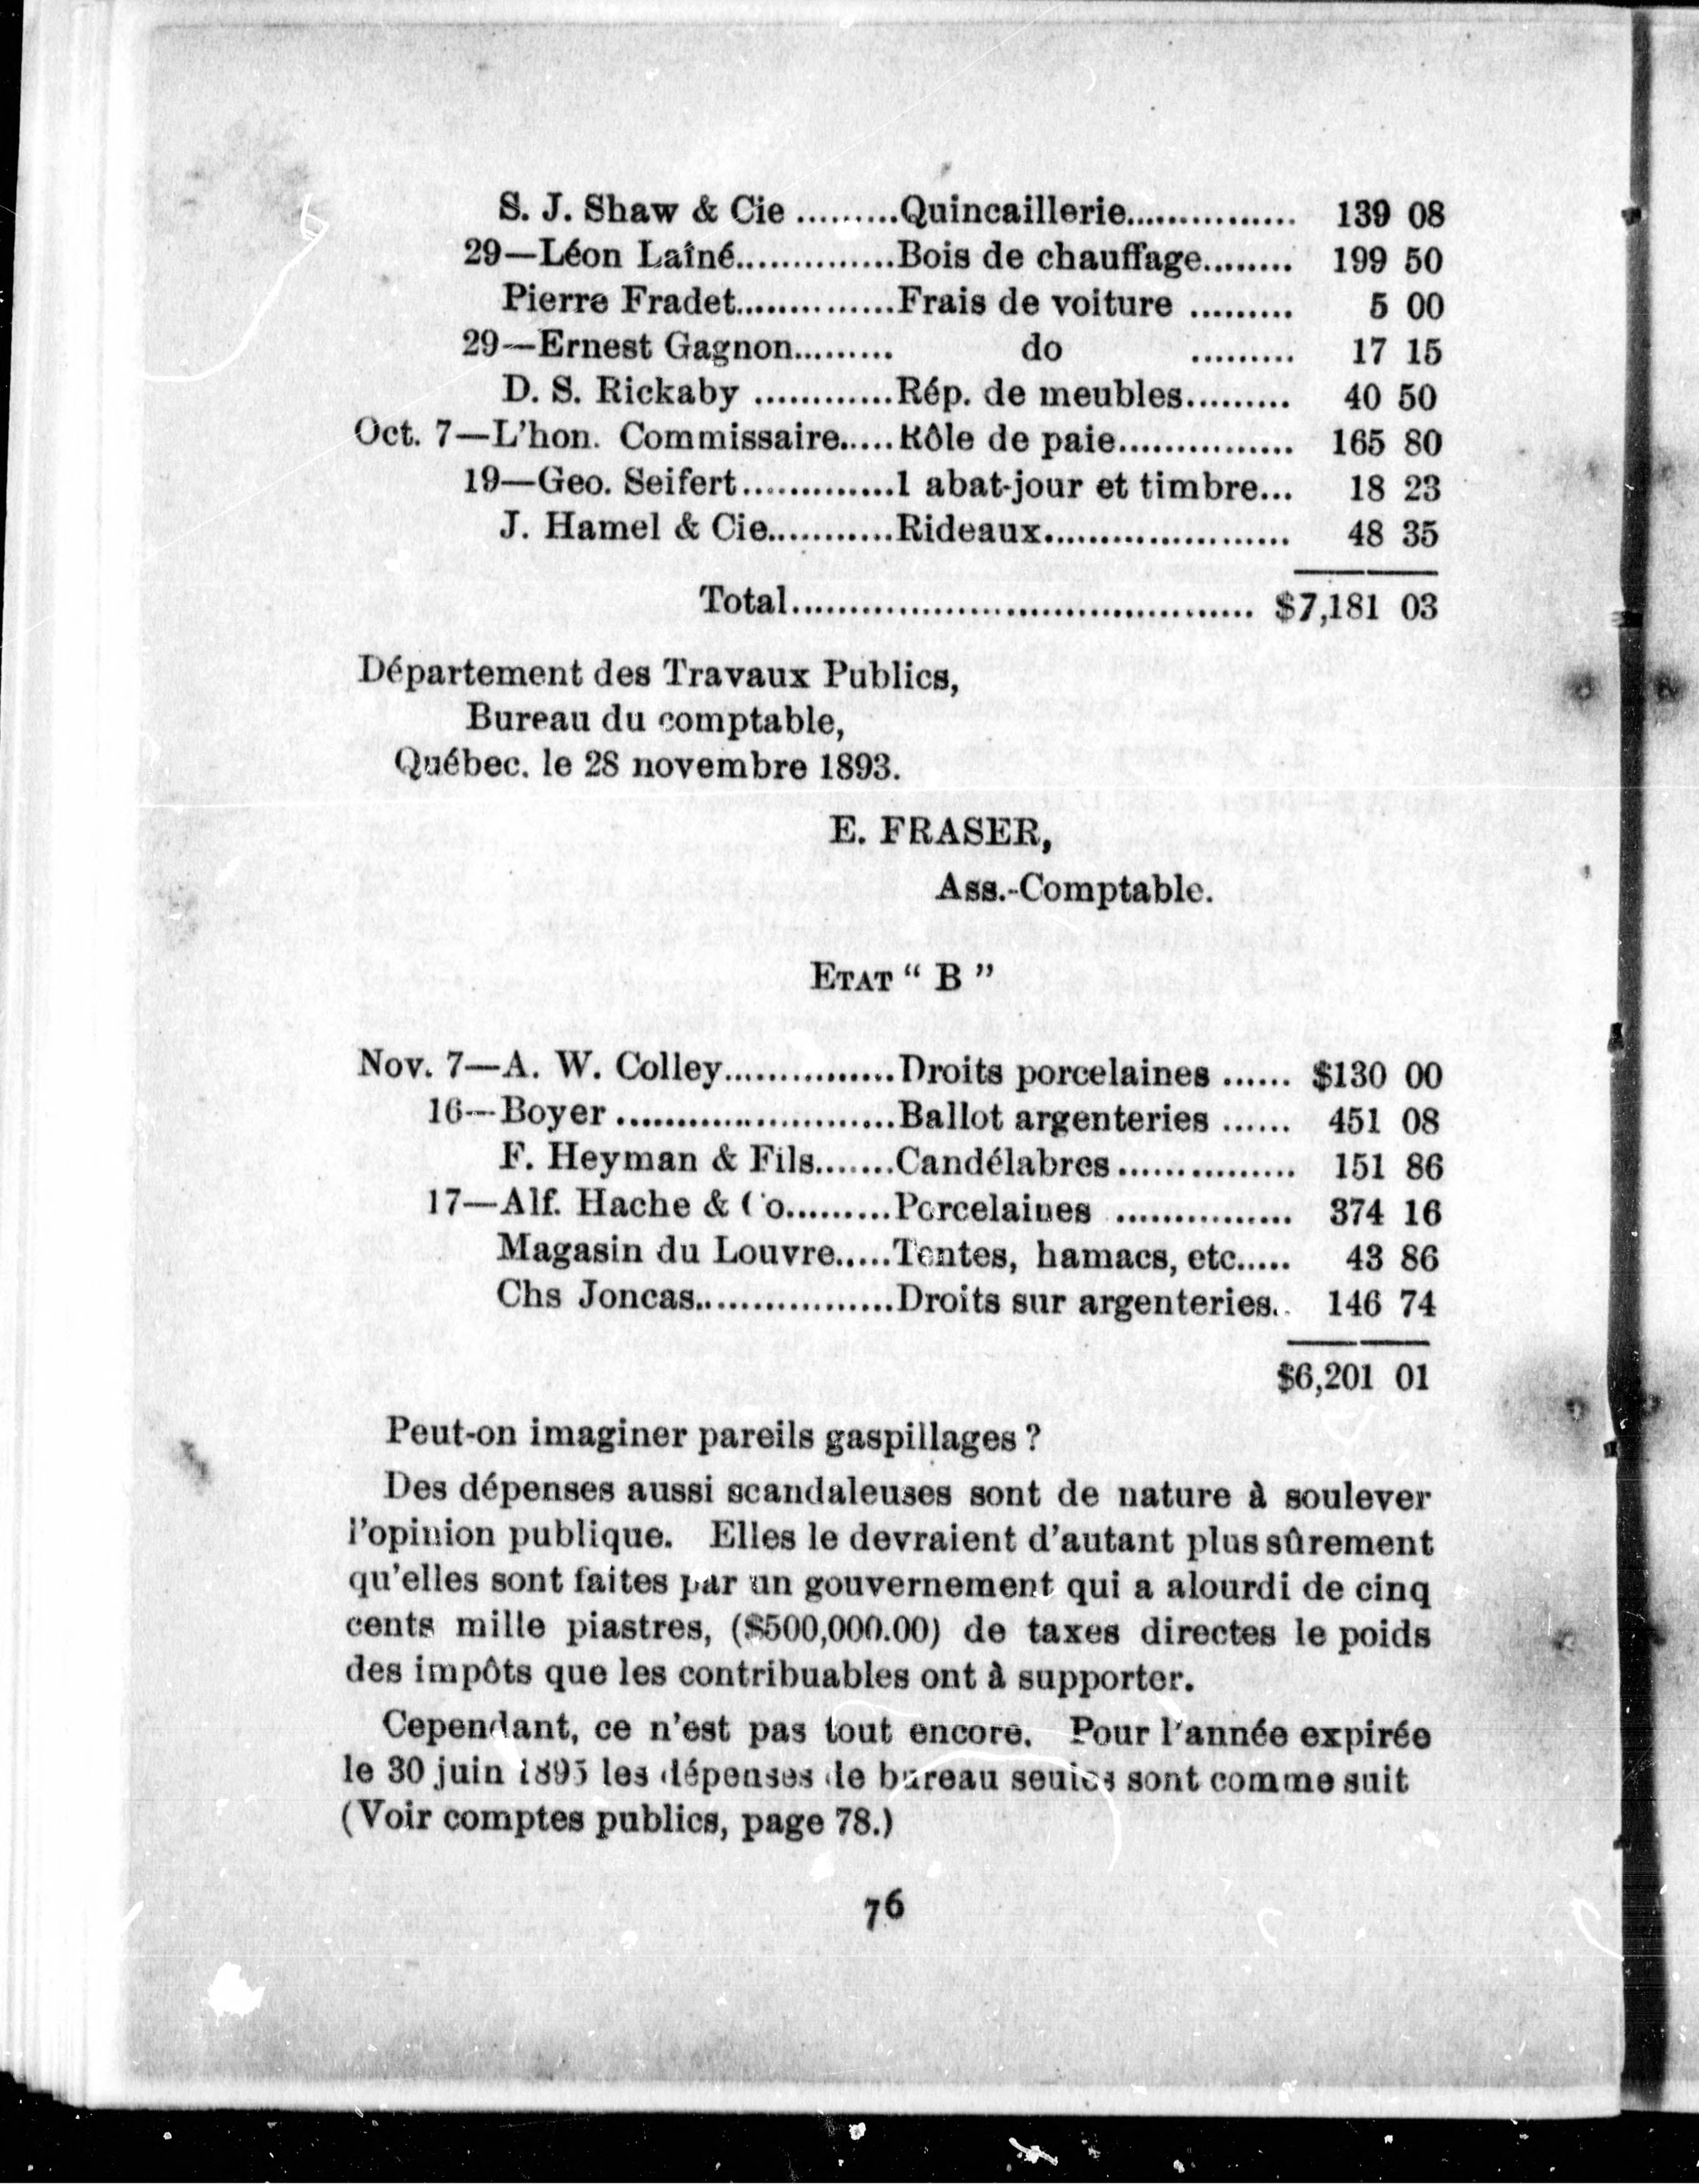 S. J. Shaw & Cie .........Quincaillerie............... 139 08
29—Léon Laîné..............Bois de chauffage........ 199 50
Pierre Fradet..............Frais de voiture ......... 5 00
29—Ernest Gagnon......... do ......... 17 15
D. S. Rickaby ............Rép. de meubles......... 40 50
Oct. 7—L'hon. Commissaire.....Rôle de paie................ 165 80
19—Geo. Seifert..............1 abat-jour et timbre... 18 23
J. Hamel & Cie...........Rideaux...................... 48 35
Total........................................ $7,181 03
Département des Travaux Publics,
Bureau du comptable,
Québec. le 28 novembre 1893.
E. FRASER,
Ass.-Comptable.
ETAT " B "
Nov. 7—A. W. Colley...............Droits porcelaines ...... $130 00
16—Boyer ........................Ballot argenteries ...... 451 08
F. Heyman & Fils.......Candélabres................ 151 86
17—Alf. Hache & Co.........Porcelaines ................ 374 16
Magasin du Louvre.....Tentes, hamacs, etc..... 43 86
Chs Joncas.................Droits sur argenteries.. 146 74
$6,201 01
Peut-on imaginer pareils gaspillages ?
Des dépenses aussi scandaleuses sont de nature à soulever
l'opinion publique. Elles le devraient d'autant plus sûrement
qu'elles sont faites par un gouvernement qui a alourdi de cinq
cents mille piastres, ($500,000.00) de taxes directes le poids
des impôts que les contribuables ont à supporter.
Cependant, ce n'est pas tout encore. Pour l'année expirée
le 30 juin 1895 les dépenses de bureau seules sont comme suit
(Voir comptes publics, page 78.)
76